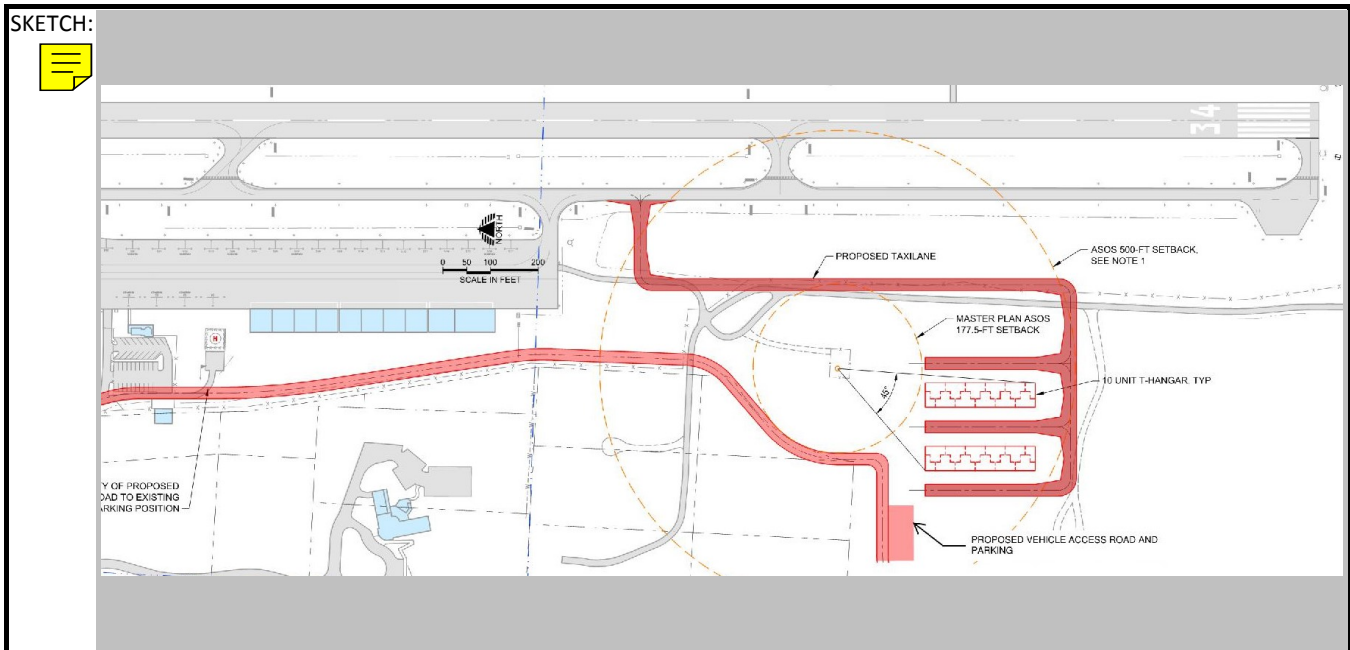 SKETCH:
34
NORTH
0 50 100 200
SCALE IN FEET
PROPOSED TAXILANE
ASOS 500-FT SETBACK,
SEE NOTE 1
MASTER PLAN ASOS
177.5-FT SETBACK
H
45°
10 UNIT T-HANGAR, TYP
Y OF PROPOSED
OAD TO EXISTING
ARKING POSITION
PROPOSED VEHICLE ACCESS ROAD AND
PARKING